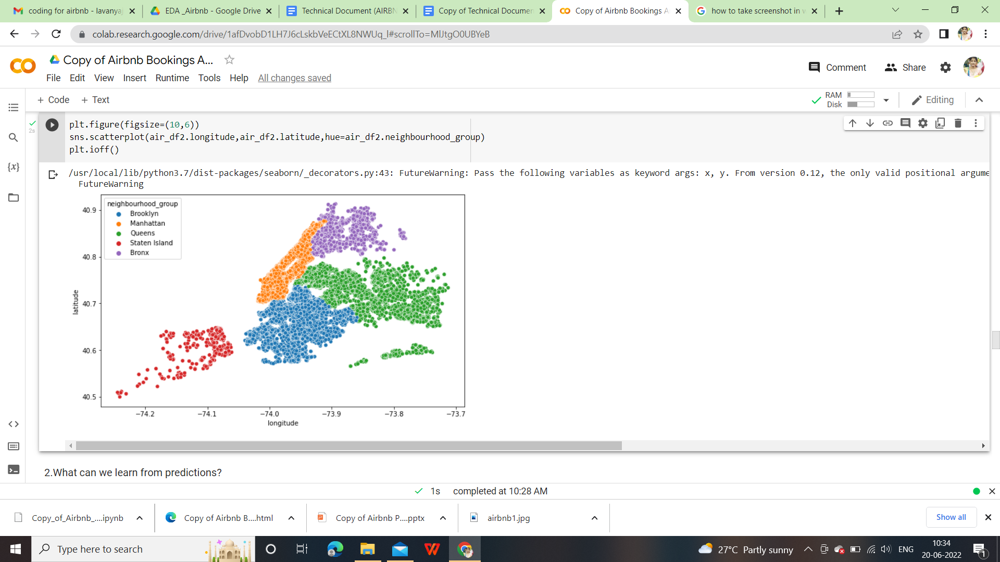 coding for airbnb - lavanyaj
EDA _Airbnb - Google Drive
Technical Document (AIRBN
Copy of Technical Documen
Copy of Airbnb Bookings A
how to take screenshot in w
colab.research.google.com/drive/1afDvobD1LH7J6cLskbVeECtXL8NWUq_l#scrollTo=MlJtgO0UBYeB
Copy of Airbnb Bookings A...
Comment Share
File Edit View Insert Runtime Tools Help All changes saved
+ Code + Text
RAM
Disk
Editing
2s
plt.figure(figsize=(10,6))
sns.scatterplot(air_df2.longitude,air_df2.latitude,hue=air_df2.neighbourhood_group)
plt.ioff()
{x}
/usr/local/lib/python3.7/dist-packages/seaborn/_decorators.py:43: FutureWarning: Pass the following variables as keyword args: x, y. From version 0.12, the only valid positional argume
FutureWarning
neighbourhood_group
Brooklyn
Manhattan
Queens
Staten Island
Bronx
40.9
40.8
40.7
40.6
40.5
latitude
−74.2 −74.1 −74.0 −73.9 −73.8 −73.7
longitude
2.What can we learn from predictions?
1s completed at 10:28 AM
Copy_of_Airbnb_....ipynb
Copy of Airbnb B....html
Copy of Airbnb P....pptx
airbnb1.jpg
Show all
Type here to search
27°C Partly sunny
ENG
10:34
20-06-2022
1